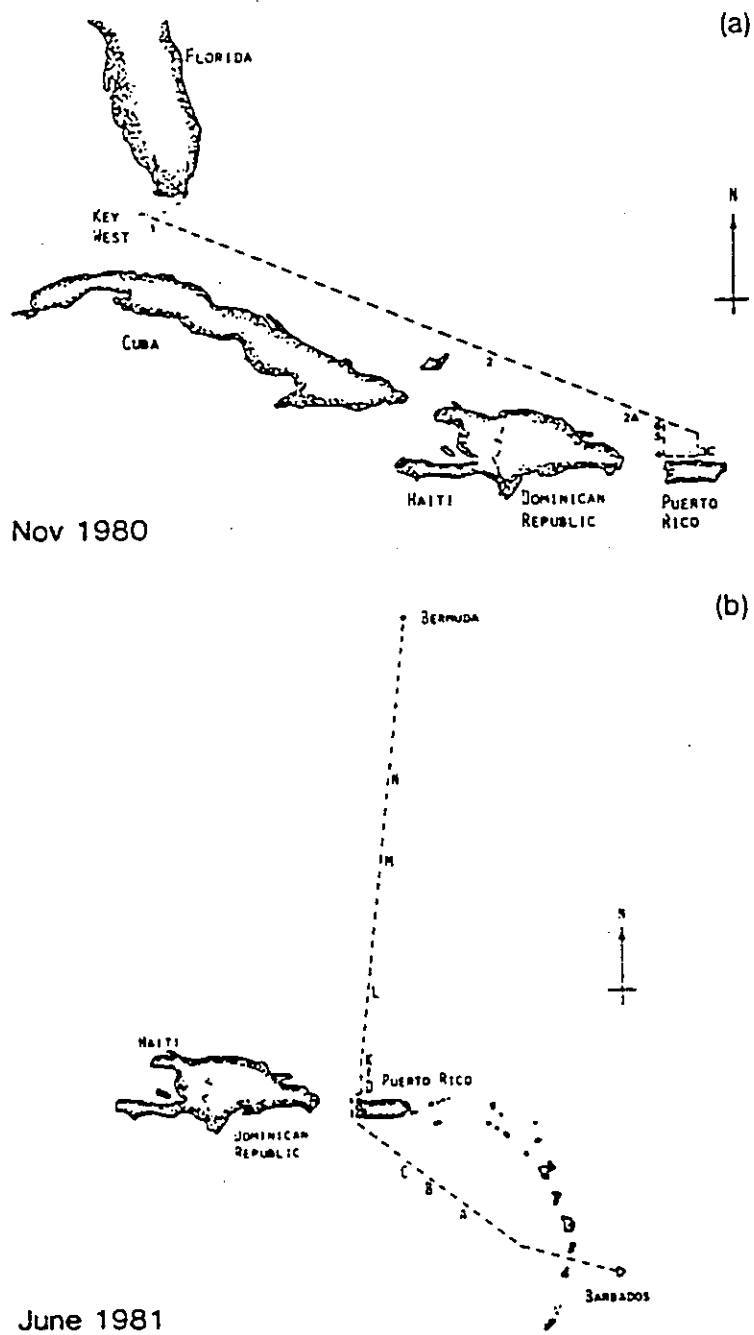 (a)
FLORIDA
N
KEY
WEST
1
CUBA
2
2A
3C
HAITI
DOMINICAN
REPUBLIC
PUERTO
RICO
Nov 1980
(b)
BERMUDA
N
M
N
L
HAITI
K
PUERTO RICO
DOMINICAN
REPUBLIC
C
B
A
BARBADOS
June 1981